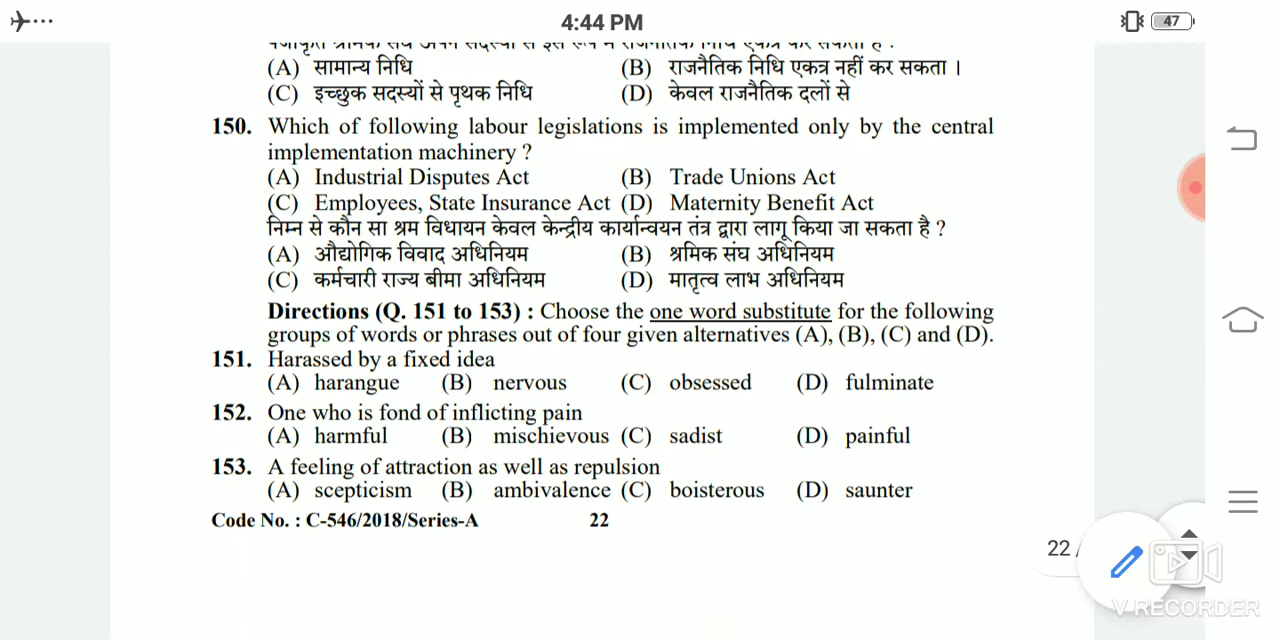 4:44 PM
47
(A) सामान्य निधि (B) राजनैतिक निधि एकत्र नहीं कर सकता ।
(C) इच्छुक सदस्यों से पृथक निधि (D) केवल राजनैतिक दलों से
150. Which of following labour legislations is implemented only by the central
implementation machinery ?
(A) Industrial Disputes Act (B) Trade Unions Act
(C) Employees, State Insurance Act (D) Maternity Benefit Act
निम्न से कौन सा श्रम विधायन केवल केन्द्रीय कार्यान्वयन तंत्र द्वारा लागू किया जा सकता है ?
(A) औद्योगिक विवाद अधिनियम (B) श्रमिक संघ अधिनियम
(C) कर्मचारी राज्य बीमा अधिनियम (D) मातृत्व लाभ अधिनियम
Directions (Q. 151 to 153) : Choose the one word substitute for the following
groups of words or phrases out of four given alternatives (A), (B), (C) and (D).
151. Harassed by a fixed idea
(A) harangue (B) nervous (C) obsessed (D) fulminate
152. One who is fond of inflicting pain
(A) harmful (B) mischievous (C) sadist (D) painful
153. A feeling of attraction as well as repulsion
(A) scepticism (B) ambivalence (C) boisterous (D) saunter
Code No. : C-546/2018/Series-A 22
22 /
V RECORDER